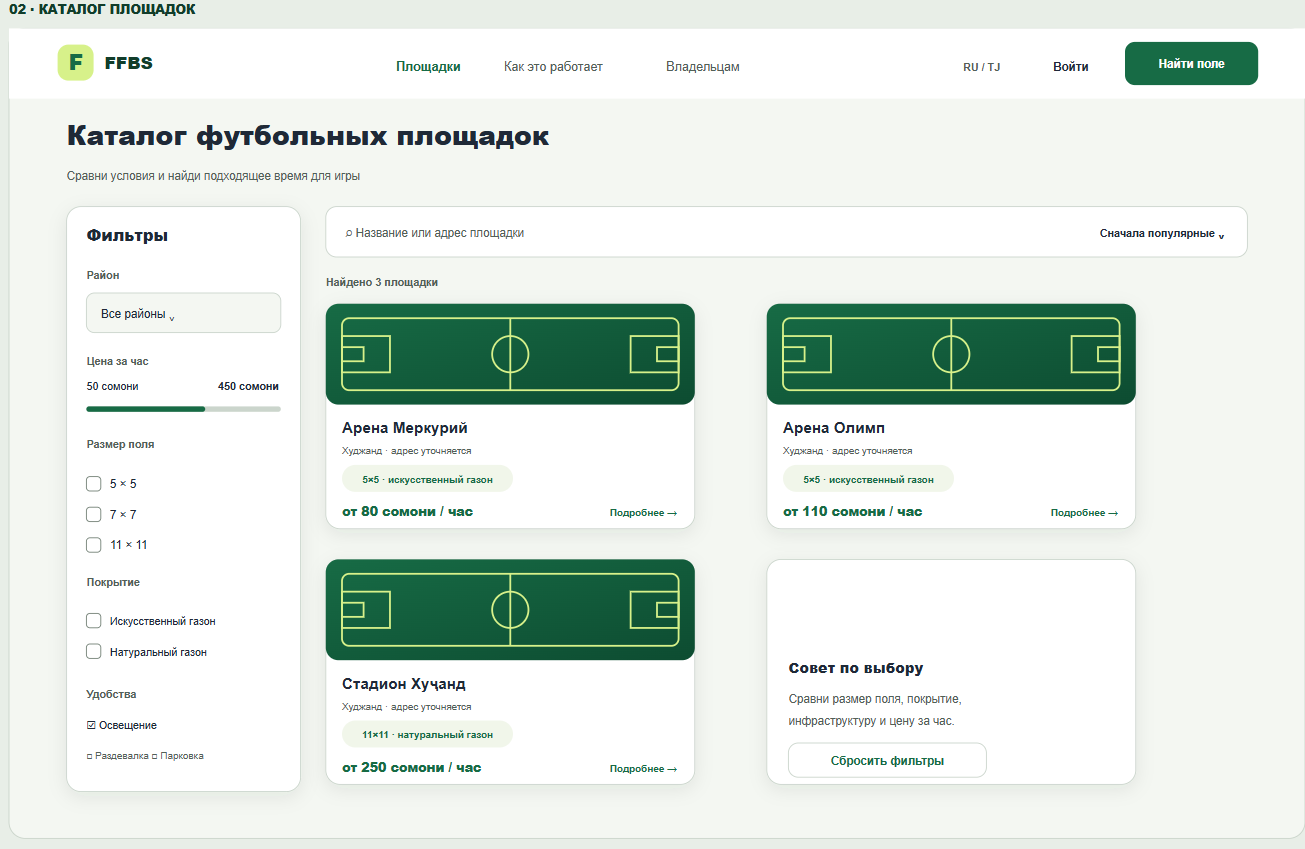 02 · КАТАЛОГ ПЛОЩАДОК
F FFBS
Площадки
Как это работает
Владельцам
RU / TJ
Войти
Найти поле
Каталог футбольных площадок
Сравни условия и найди подходящее время для игры
Фильтры
Район
Все районы ˬ
Цена за час
50 сомони 450 сомони
Размер поля
5 × 5
7 × 7
11 × 11
Покрытие
Искусственный газон
Натуральный газон
Удобства
☑ Освещение
□ Раздевалка □ Парковка
⌕ Название или адрес площадки
Сначала популярные ˬ
Найдено 3 площадки
Арена Меркурий
Худжанд · адрес уточняется
5×5 · искусственный газон
от 80 сомони / час
Подробнее →
Арена Олимп
Худжанд · адрес уточняется
5×5 · искусственный газон
от 110 сомони / час
Подробнее →
Стадион Хуҷанд
Худжанд · адрес уточняется
11×11 · натуральный газон
от 250 сомони / час
Подробнее →
Совет по выбору
Сравни размер поля, покрытие,
инфраструктуру и цену за час.
Сбросить фильтры